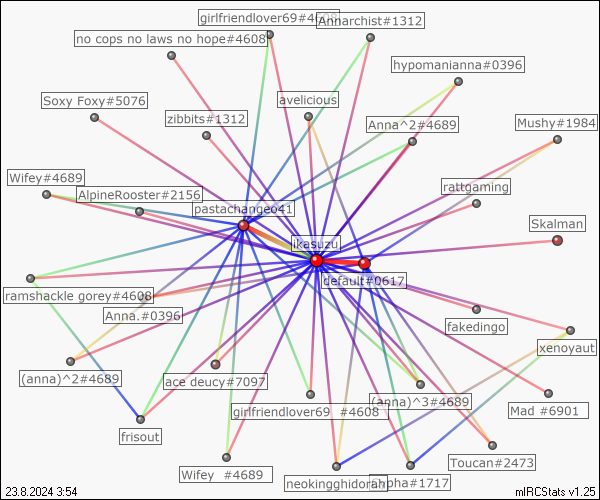 girlfriendlover69#4608
Annarchist#1312
no cops no laws no hope#4608
hypomanianna#0396
Soxy Foxy#5076
avelicious
zibbits#1312
Anna^2#4689
Mushy#1984
Wifey#4689
AlpineRooster#2156
rattgaming
pastachange041
Skalman
ikasuzu
default#0617
ramshackle gorey#4608
Anna.#0396
fakedingo
xenoyaut
(anna)^2#4689
ace deucy#7097
(anna)^3#4689
girlfriendlover69 #4608
Mad #6901
frisout
Toucan#2473
Wifey #4689
neokingghidorah
#1717
23.8.2024 3:54
mIRCStats v1.25